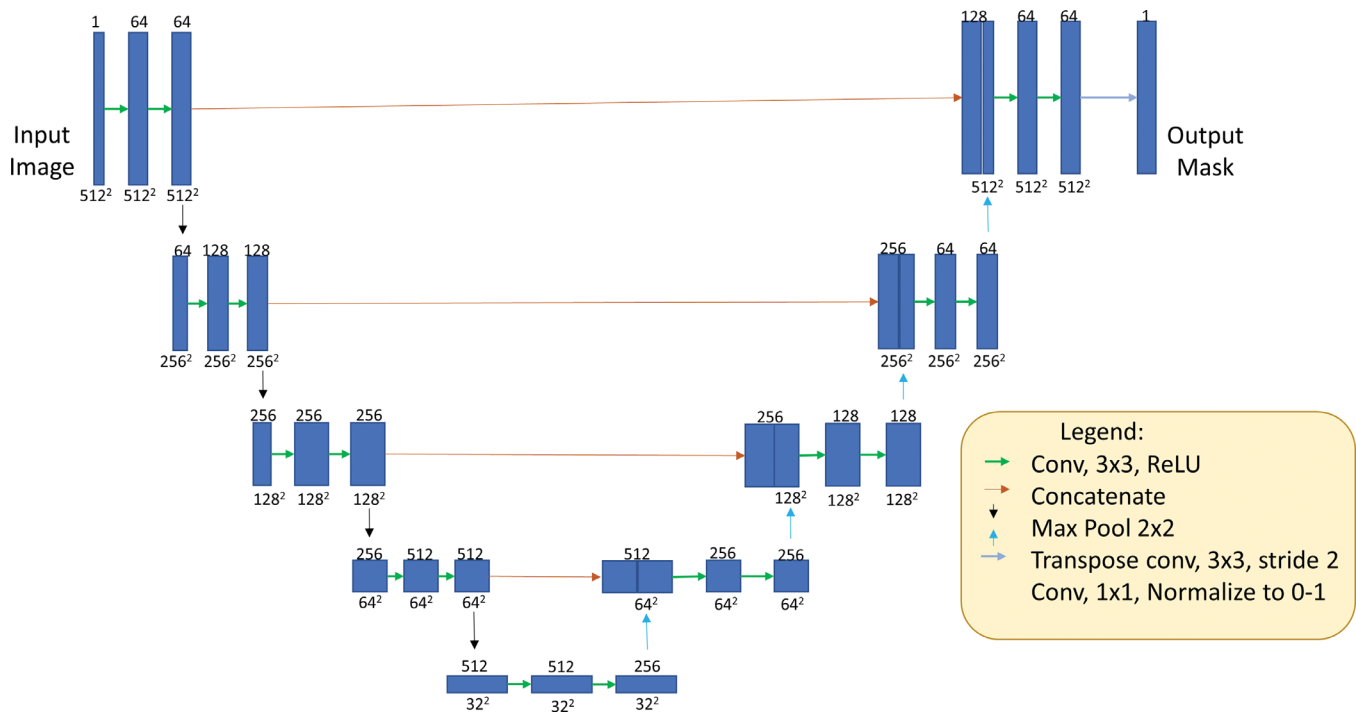 1 64 64
128 64 64 1
Input
Image
Output
Mask
512² 512² 512²
512² 512² 512²
64 128 128
256 64 64
256² 256² 256²
256² 256² 256²
256 256 256
256 128 128
128² 128² 128²
128² 128² 128²
256 512 512
512 256 256
64² 64² 64²
64² 64² 64²
512 512 256
32² 32² 32²
Legend:
Conv, 3x3, ReLU
Concatenate
Max Pool 2x2
Transpose conv, 3x3, stride 2
Conv, 1x1, Normalize to 0-1